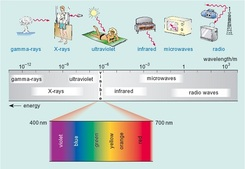 gamma-rays X-rays ultraviolet infrared microwaves radio
wavelength/m
10⁻¹² 10⁻⁹ 10⁻⁶ 10⁻³ 1 10³
gamma-rays ultraviolet microwaves
X-rays infrared radio waves
energy
400 nm 700 nm
violet
blue
green
yellow
orange
red